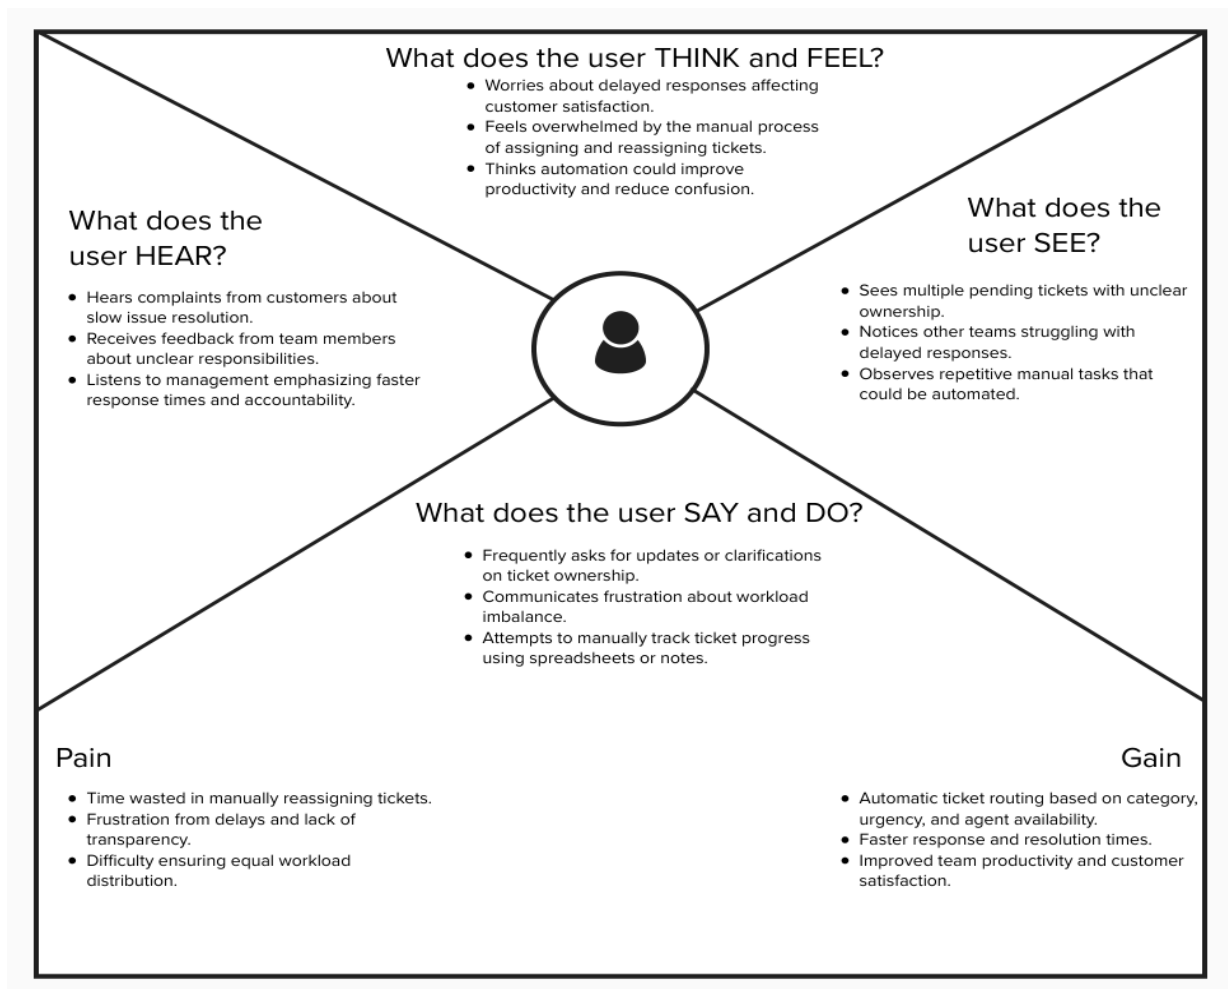 What does the user THINK and FEEL?
• Worries about delayed responses affecting
customer satisfaction.
• Feels overwhelmed by the manual process
of assigning and reassigning tickets.
• Thinks automation could improve
productivity and reduce confusion.
What does the
user HEAR?
• Hears complaints from customers about
slow issue resolution.
• Receives feedback from team members
about unclear responsibilities.
• Listens to management emphasizing faster
response times and accountability.
What does the
user SEE?
• Sees multiple pending tickets with unclear
ownership.
• Notices other teams struggling with
delayed responses.
• Observes repetitive manual tasks that
could be automated.
What does the user SAY and DO?
• Frequently asks for updates or clarifications
on ticket ownership.
• Communicates frustration about workload
imbalance.
• Attempts to manually track ticket progress
using spreadsheets or notes.
Pain
• Time wasted in manually reassigning tickets.
• Frustration from delays and lack of
transparency.
• Difficulty ensuring equal workload
distribution.
Gain
• Automatic ticket routing based on category,
urgency, and agent availability.
• Faster response and resolution times.
• Improved team productivity and customer
satisfaction.